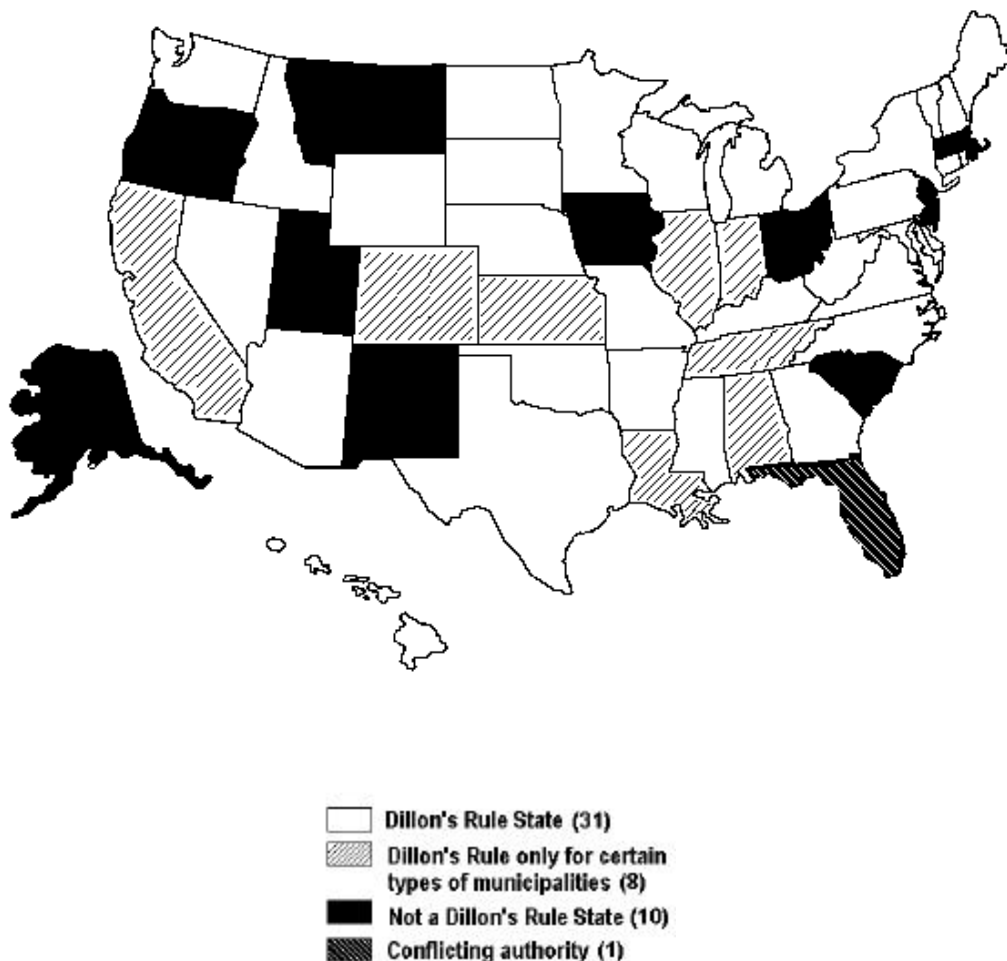 Dillon's Rule State (31)
Dillon's Rule only for certain
types of municipalities (8)
Not a Dillon's Rule State (10)
Conflicting authority (1)